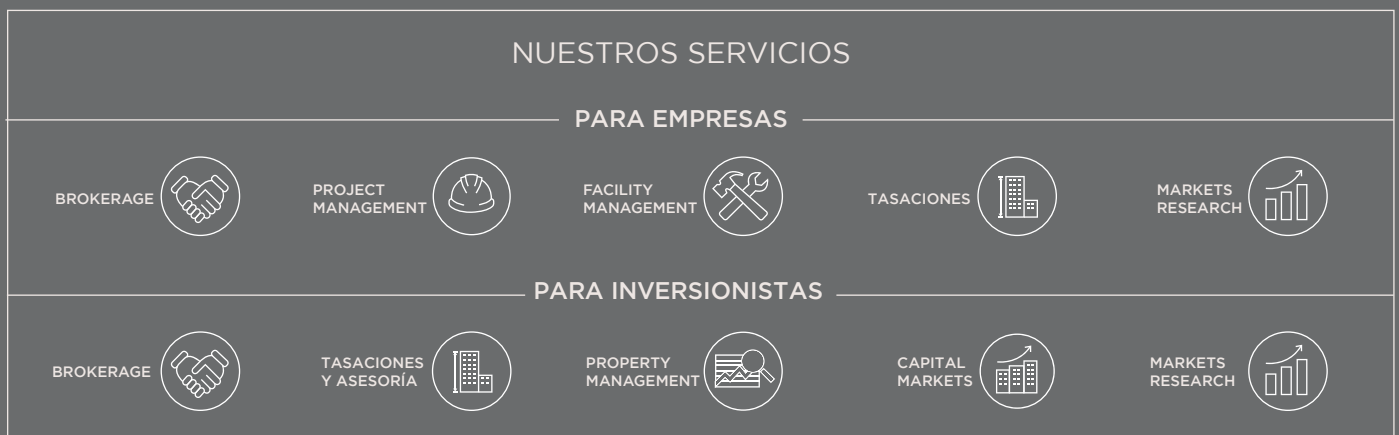 NUESTROS SERVICIOS
PARA EMPRESAS
BROKERAGE
PROJECT
MANAGEMENT
FACILITY
MANAGEMENT
TASACIONES
MARKETS
RESEARCH
PARA INVERSIONISTAS
BROKERAGE
TASACIONES
Y ASESORÍA
PROPERTY
MANAGEMENT
CAPITAL
MARKETS
MARKETS
RESEARCH